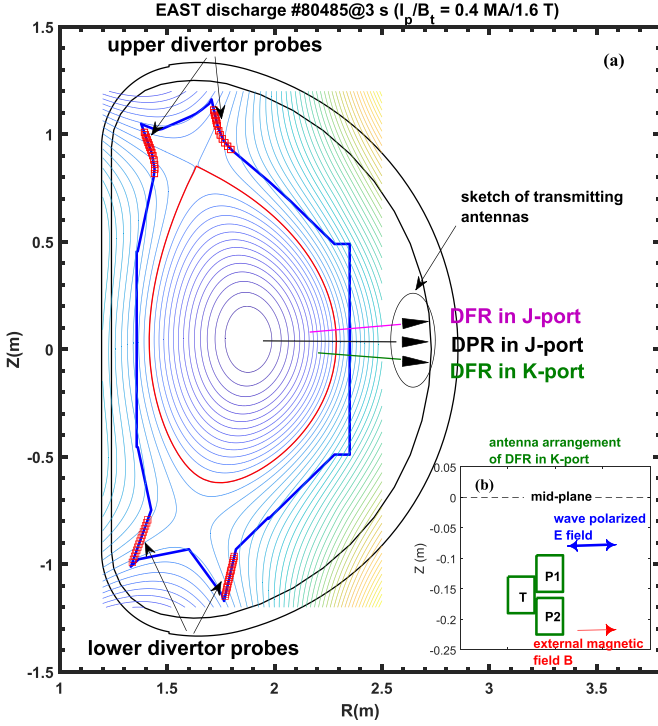 EAST discharge #80485@3 s (Ip/Bt = 0.4 MA/1.6 T)
(a)
upper divertor probes
sketch of transmitting
antennas
DFR in J-port
DPR in J-port
DFR in K-port
lower divertor probes
Z(m)
1.5
1
0.5
0
-0.5
-1
-1.5
1
1.5
2
2.5
3
3.5
R(m)
antenna arrangement
of DFR in K-port
(b)
mid-plane
wave polarized
E field
P1
T
P2
external magnetic
field B
Z (m)
0.05
0
-0.05
-0.1
-0.15
-0.2
-0.25